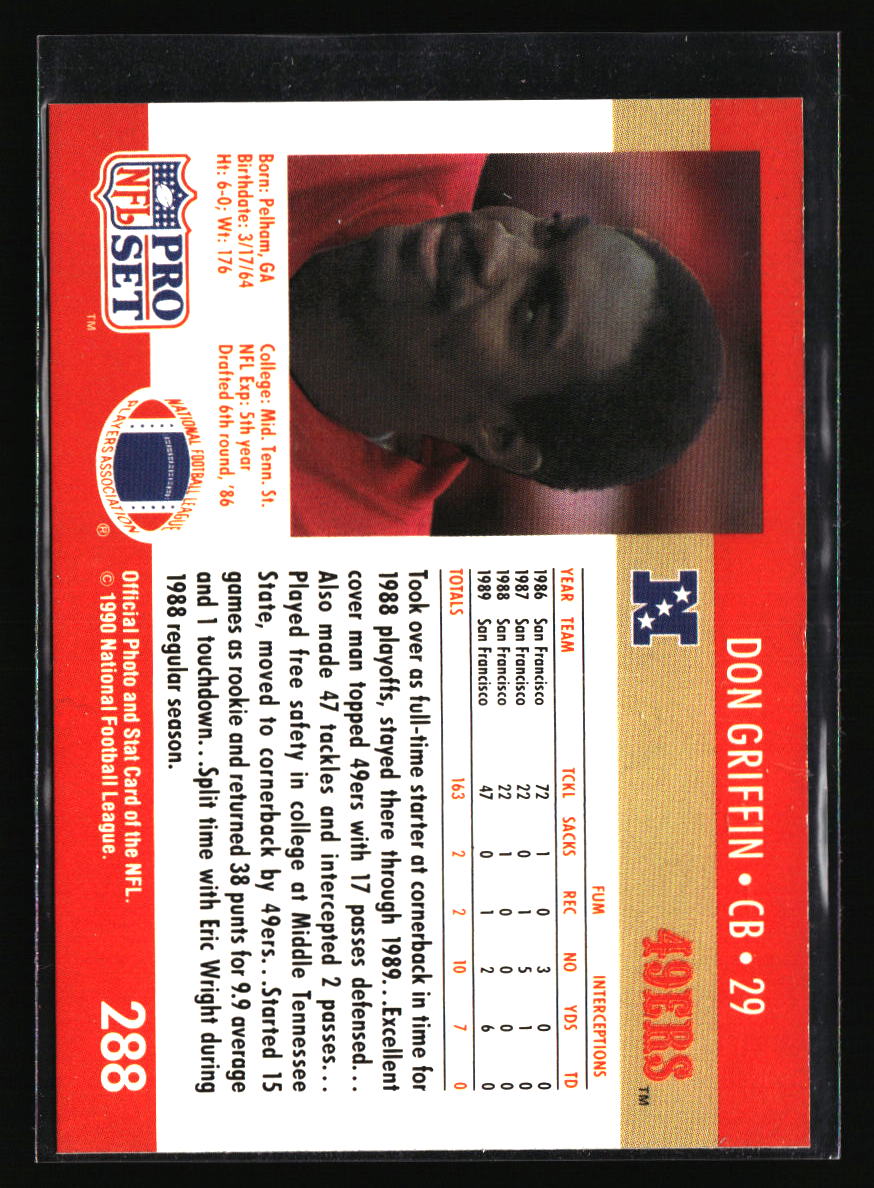 DON GRIFFIN • CB • 29
49ERS™
Born: Pelham, GA
Birthdate: 3/17/64
Ht: 6-0; Wt: 176
College: Mid. Tenn. St.
NFL Exp: 5th year
Drafted 6th round, '86
FUM INTERCEPTIONS
YEAR TEAM TCKL SACKS REC NO YDS TD
1986 San Francisco 72 1 0 3 0 0
1987 San Francisco 22 0 1 5 1 0
1988 San Francisco 22 1 0 0 0 0
1989 San Francisco 47 0 1 2 6 0
TOTALS 163 2 2 10 7 0
Took over as full-time starter at cornerback in time for
1988 playoffs, stayed there through 1989...Excellent
cover man topped 49ers with 17 passes defensed...
Also made 47 tackles and intercepted 2 passes...
Played free safety in college at Middle Tennessee
State, moved to cornerback by 49ers...Started 15
games as rookie and returned 38 punts for 9.9 average
and 1 touchdown...Split time with Eric Wright during
1988 regular season.
NFL PRO SET ™
NATIONAL FOOTBALL LEAGUE
PLAYERS ASSOCIATION ®
Official Photo and Stat Card of the NFL.
© 1990 National Football League.
288